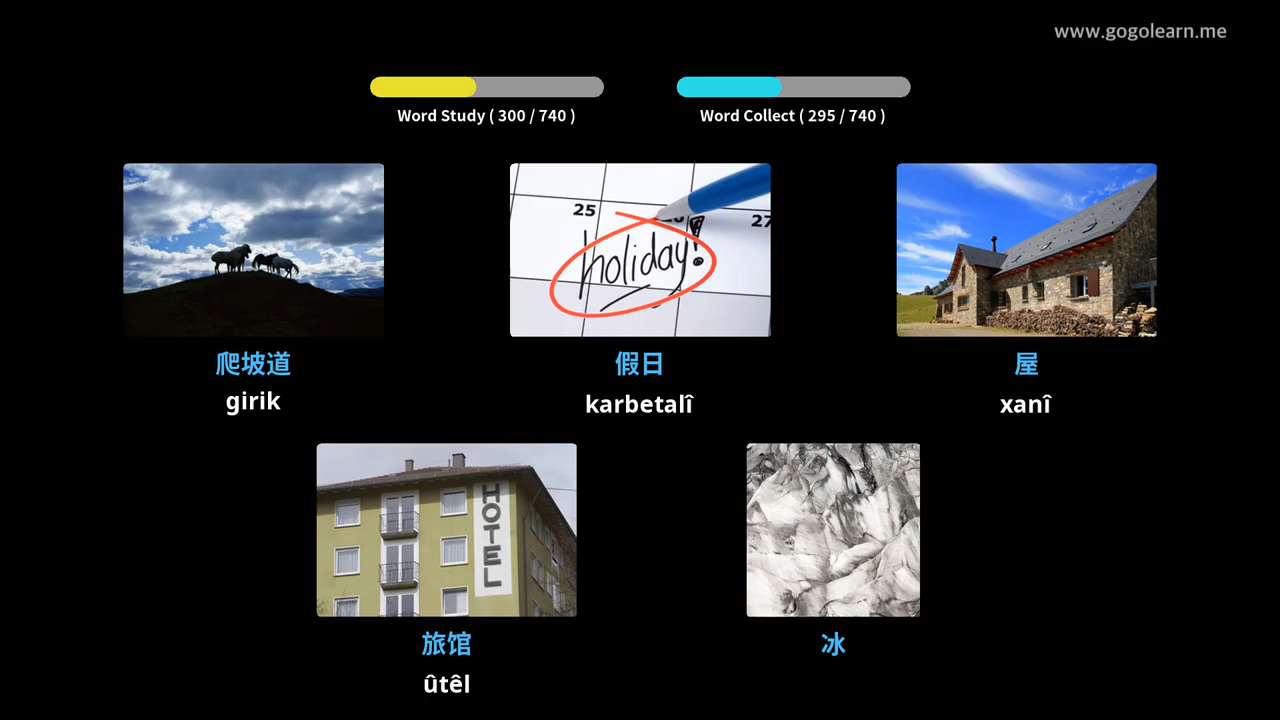 www.gogolearn.me
Word Study ( 300 / 740 )
Word Collect ( 295 / 740 )
25
27
holiday!
爬坡道
girik
假日
karbetalî
屋
xanî
HOTEL
旅馆
ûtêl
冰